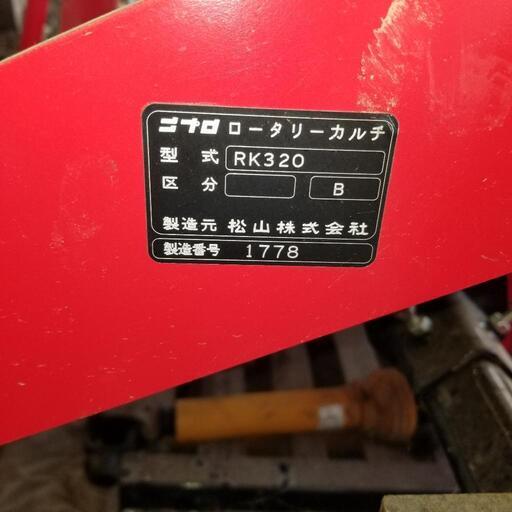 ニプロ ロータリーカルチ
型式 RK320
区分 B
製造元 松山株式会社
製造番号 1778